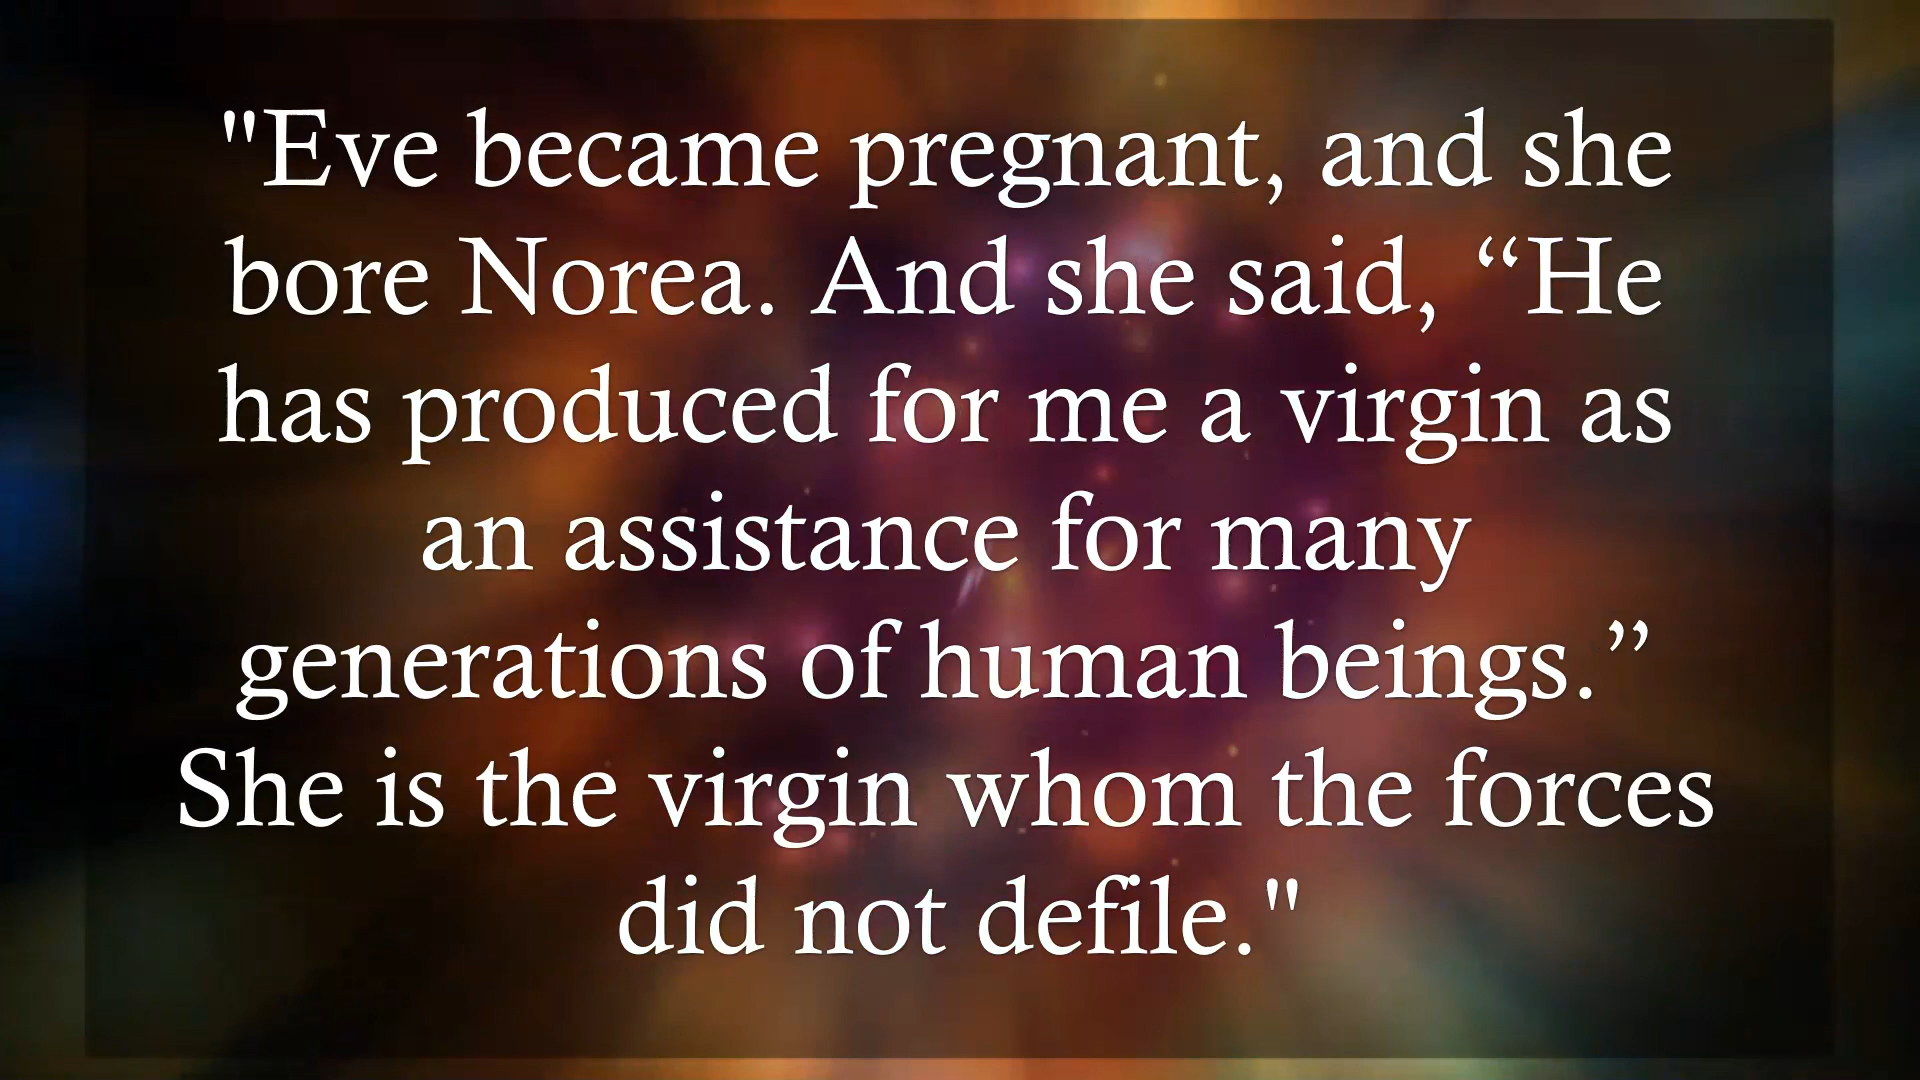 "Eve became pregnant, and she
bore Norea. And she said, “He
has produced for me a virgin as
an assistance for many
generations of human beings.”
She is the virgin whom the forces
did not defile."